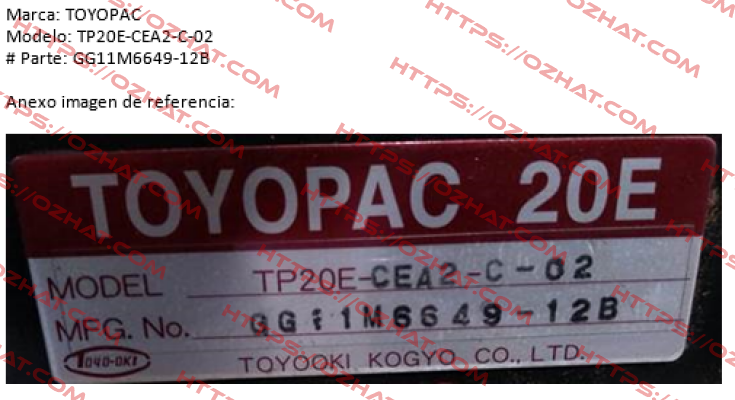 Marca: TOYOPAC
Modelo: TP20E-CEA2-C-02
# Parte: GG11M6649-12B
Anexo imagen de referencia:
TOYOPAC 20E
MODEL TP20E-CEA2-C-02
MFG. No. GG11M6649-12B
TOYO-OKI TOYOOKI KOGYO CO., LTD.
HTTPS://OZHAT.COM